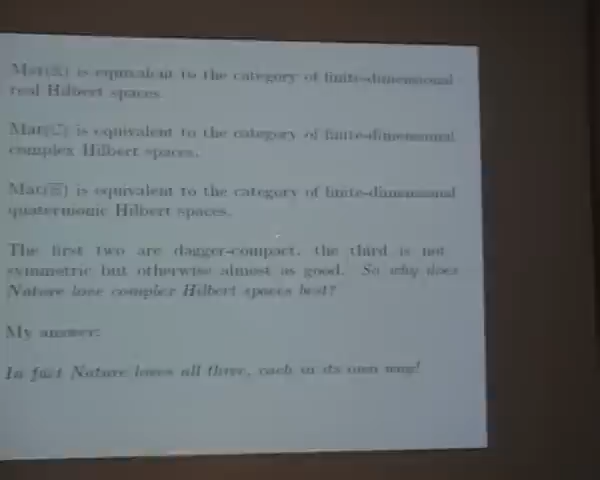 Mat(ℝ) is equivalent to the category of finite-dimensional
real Hilbert spaces.
Mat(ℂ) is equivalent to the category of finite-dimensional
complex Hilbert spaces.
Mat(ℍ) is equivalent to the category of finite-dimensional
quaternionic Hilbert spaces.
The first two are dagger-compact, the third is not
symmetric but otherwise almost as good. So why does
Nature love complex Hilbert spaces best?
My answer:
In fact Nature loves all three, each in its own way!